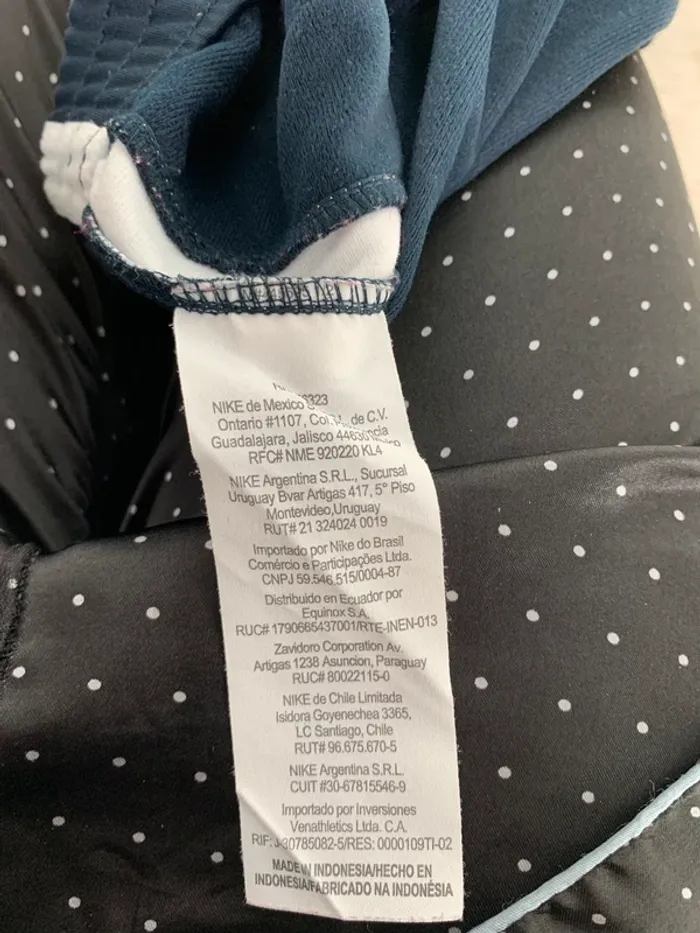 NIKE de Mexico
Ontario #1107, Col. de C.V.
Guadalajara, Jalisco 44630
RFC# NME 920220 KL4
NIKE Argentina S.R.L., Sucursal
Uruguay Bvar Artigas 417, 5° Piso
Montevideo,Uruguay
RUT# 21 324024 0019
Importado por Nike do Brasil
Comércio e Participações Ltda.
CNPJ 59.546.515/0004-87
Distribuido en Ecuador por
Equinox S.A.
RUC# 1790665437001/RTE-INEN-013
Zavidoro Corporation Av.
Artigas 1238 Asuncion, Paraguay
RUC# 80022115-0
NIKE de Chile Limitada
Isidora Goyenechea 3365,
LC Santiago, Chile
RUT# 96.675.670-5
NIKE Argentina S.R.L.
CUIT #30-67815546-9
Importado por Inversiones
Venathletics Ltda. C.A.
RIF: J-30785082-5/RES: 0000109TI-02
MADE IN INDONESIA/HECHO EN
INDONESIA/FABRICADO NA INDONÉSIA